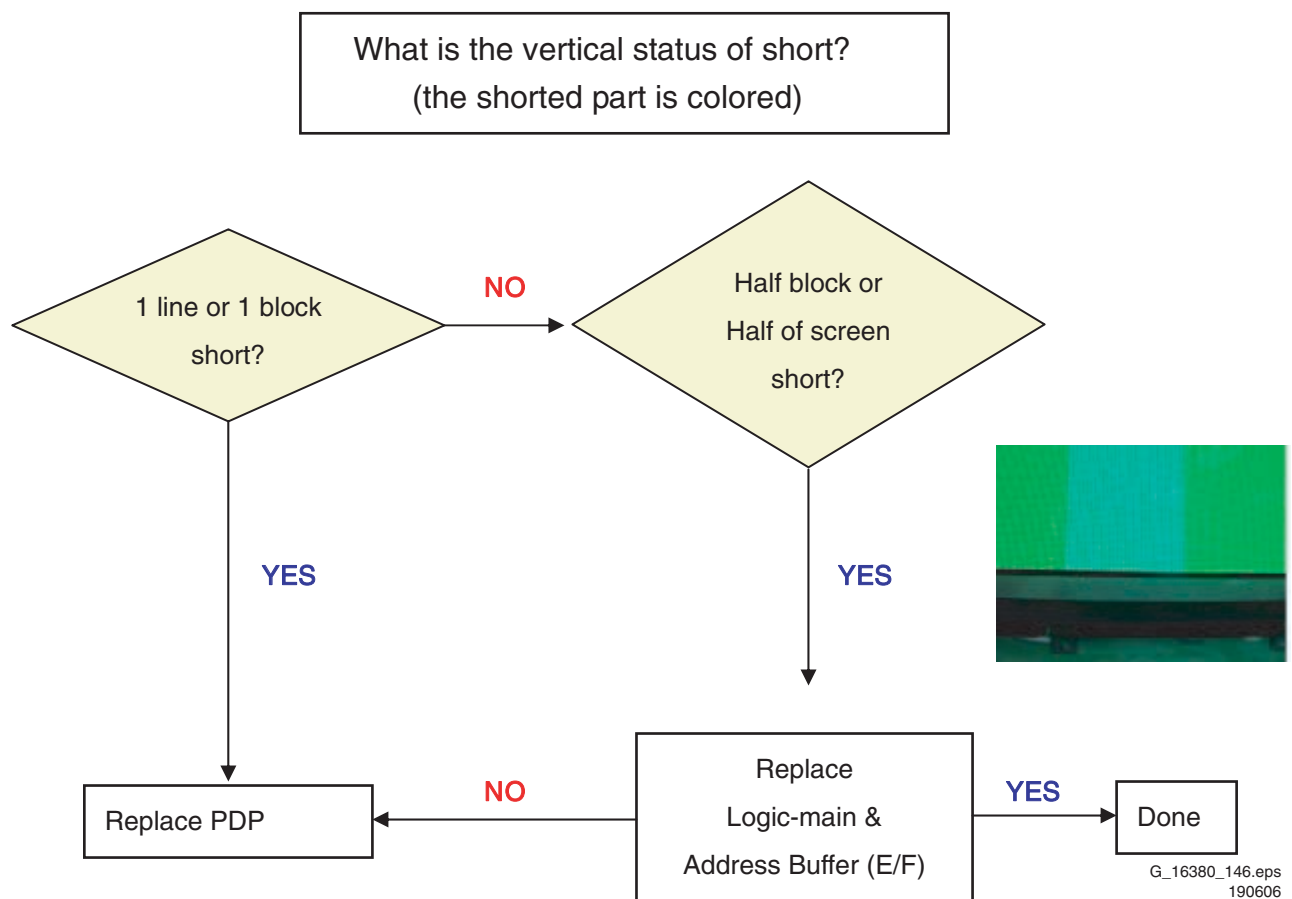 What is the vertical status of short?
(the shorted part is colored)
1 line or 1 block
short?
NO
Half block or
Half of screen
short?
YES
YES
Replace PDP
NO
Replace
Logic-main &
Address Buffer (E/F)
YES
Done
G_16380_146.eps
190606